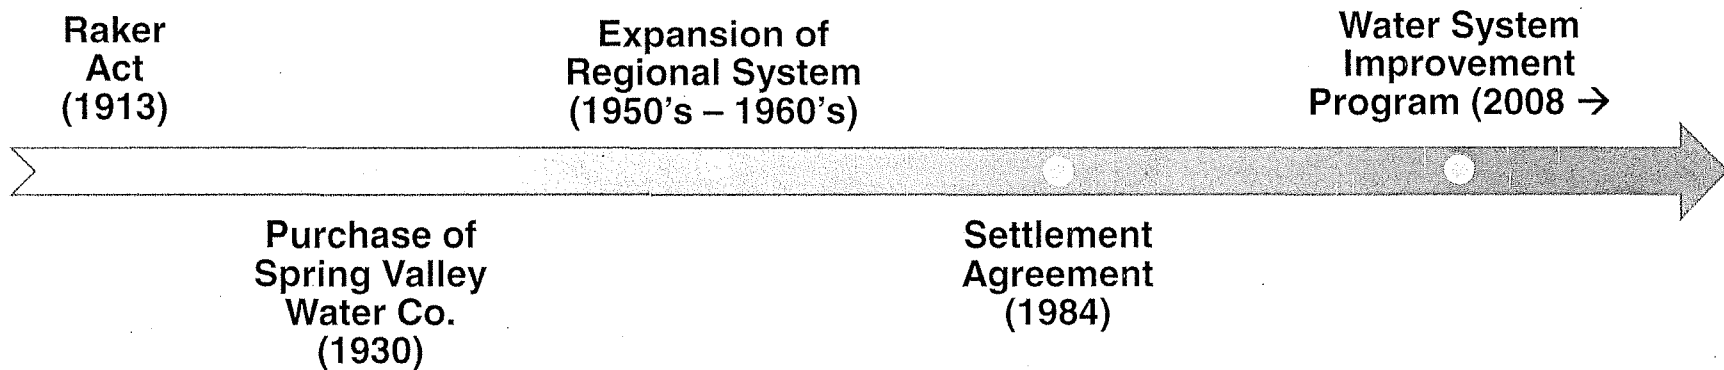 Raker
Act
(1913)
Purchase of
Spring Valley
Water Co.
(1930)
Expansion of
Regional System
(1950's – 1960's)
Settlement
Agreement
(1984)
Water System
Improvement
Program (2008 →